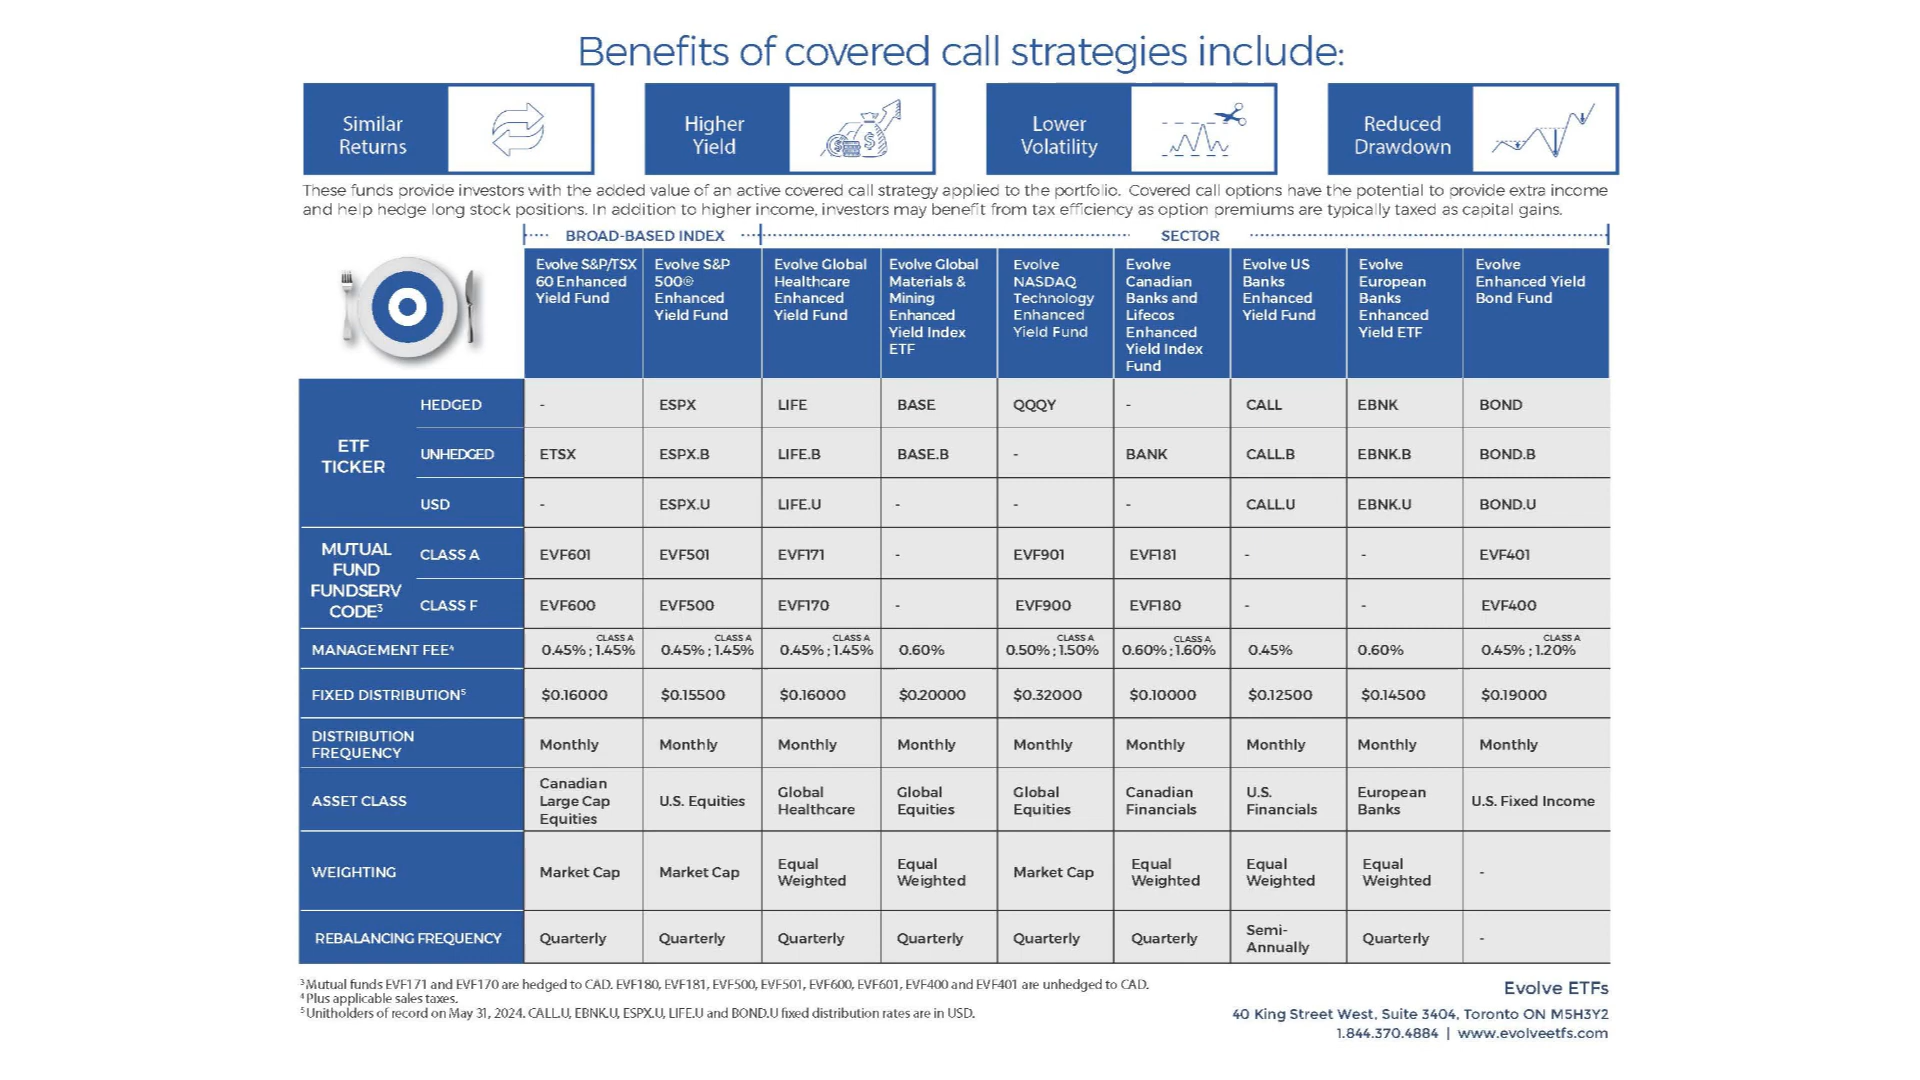 Benefits of covered call strategies include:
Similar
Returns
Higher
Yield
Lower
Volatility
Reduced
Drawdown
These funds provide investors with the added value of an active covered call strategy applied to the portfolio. Covered call options have the potential to provide extra income
and help hedge long stock positions. In addition to higher income, investors may benefit from tax efficiency as option premiums are typically taxed as capital gains.
BROAD-BASED INDEX
SECTOR
Evolve S&P/TSX
60 Enhanced
Yield Fund
Evolve S&P
500®
Enhanced
Yield Fund
Evolve Global
Healthcare
Enhanced
Yield Fund
Evolve Global
Materials &
Mining
Enhanced
Yield Index
ETF
Evolve
NASDAQ
Technology
Enhanced
Yield Fund
Evolve
Canadian
Banks and
Lifecos
Enhanced
Yield Index
Fund
Evolve US
Banks
Enhanced
Yield Fund
Evolve
European
Banks
Enhanced
Yield ETF
Evolve
Enhanced Yield
Bond Fund
ETF
TICKER
HEDGED - ESPX LIFE BASE QQQY - CALL EBNK BOND
UNHEDGED ETSX ESPX.B LIFE.B BASE.B - BANK CALL.B EBNK.B BOND.B
USD - ESPX.U LIFE.U - - - CALL.U EBNK.U BOND.U
MUTUAL
FUND
FUNDSERV
CODE³
CLASS A EVF601 EVF501 EVF171 - EVF901 EVF181 - - EVF401
CLASS F EVF600 EVF500 EVF170 - EVF900 EVF180 - - EVF400
CLASS A CLASS A CLASS A CLASS A CLASS A CLASS A
MANAGEMENT FEE⁴ 0.45% ; 1.45% 0.45% ; 1.45% 0.45% ; 1.45% 0.60% 0.50% ; 1.50% 0.60% ; 1.60% 0.45% 0.60% 0.45% ; 1.20%
FIXED DISTRIBUTION⁵ $0.16000 $0.15500 $0.16000 $0.20000 $0.32000 $0.10000 $0.12500 $0.14500 $0.19000
DISTRIBUTION
FREQUENCY
Monthly Monthly Monthly Monthly Monthly Monthly Monthly Monthly Monthly
ASSET CLASS
Canadian
Large Cap
Equities
U.S. Equities
Global
Healthcare
Global
Equities
Global
Equities
Canadian
Financials
U.S.
Financials
European
Banks
U.S. Fixed Income
WEIGHTING
Market Cap
Market Cap
Equal
Weighted
Equal
Weighted
Market Cap
Equal
Weighted
Equal
Weighted
Equal
Weighted
-
REBALANCING FREQUENCY
Quarterly
Quarterly
Quarterly
Quarterly
Quarterly
Quarterly
Semi-
Annually
Quarterly
-
³Mutual funds EVF171 and EVF170 are hedged to CAD. EVF180, EVF181, EVF500, EVF501, EVF600, EVF601, EVF400 and EVF401 are unhedged to CAD.
⁴Plus applicable sales taxes.
⁵Unitholders of record on May 31, 2024. CALL.U, EBNK.U, ESPX.U, LIFE.U and BOND.U fixed distribution rates are in USD.
Evolve ETFs
40 King Street West, Suite 3404, Toronto ON M5H3Y2
1.844.370.4884 | www.evolveetfs.com